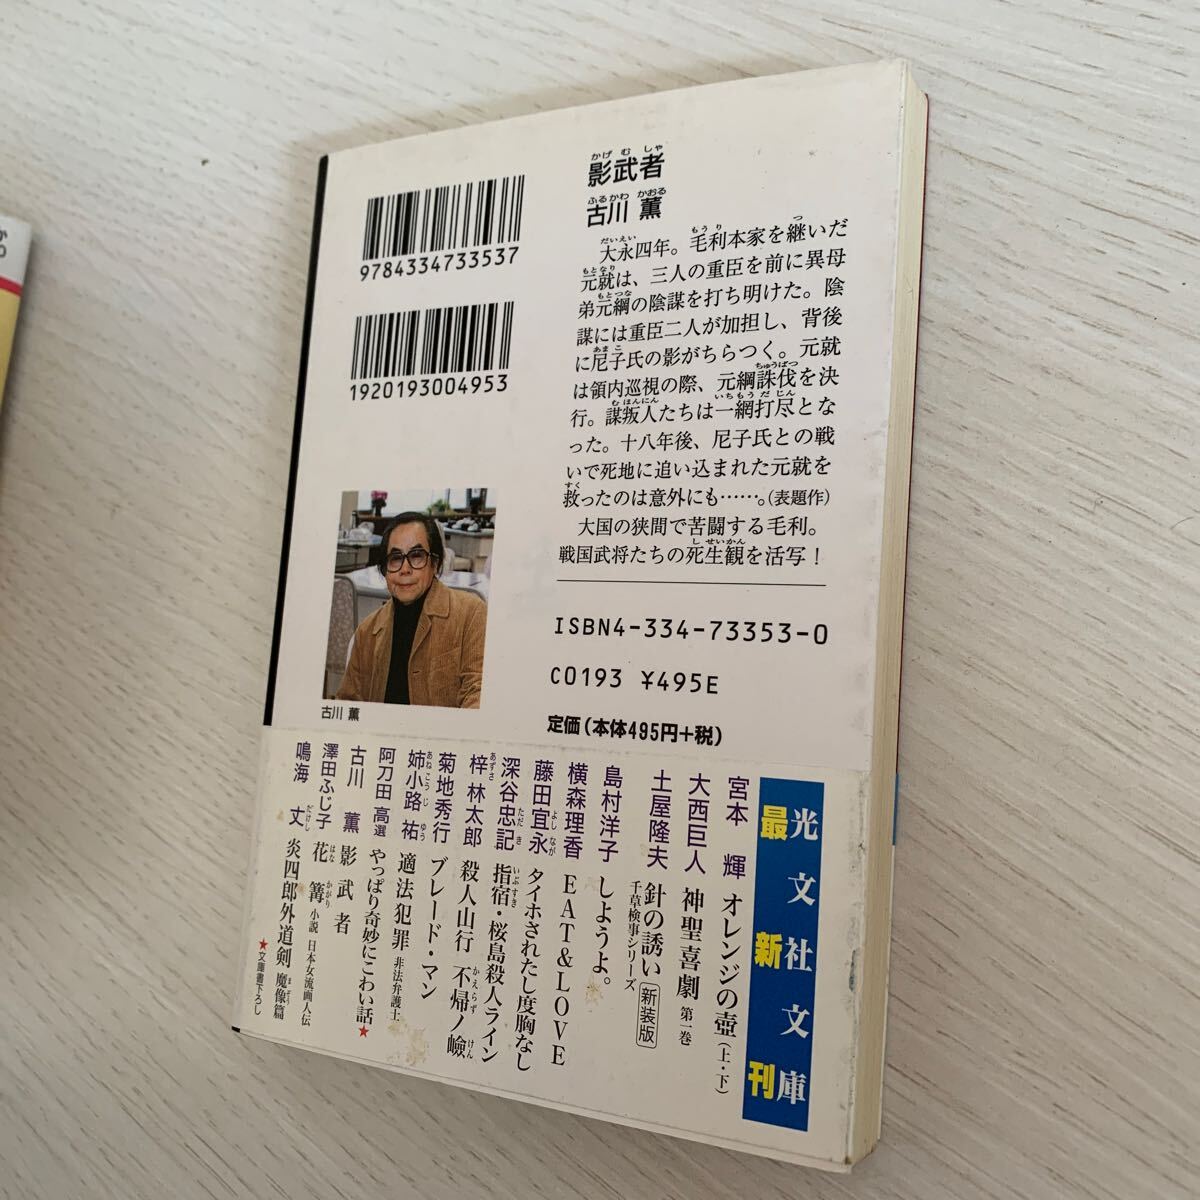 影武者
かげむしゃ
古川 薫
ふるかわ かおる
大永四年。毛利本家を継いだ
元就は、三人の重臣を前に異母
弟元綱の陰謀を打ち明けた。陰
謀には重臣二人が加担し、背後
に尼子氏の影がちらつく。元就
は領内巡視の際、元綱誅伐を決
行。謀叛人たちは一網打尽とな
った。十八年後、尼子氏との戦
いで死地に追い込まれた元就を
救ったのは意外にも……。(表題作)
大国の狭間で苦闘する毛利。
戦国武将たちの死生観を活写!
9784334733537
1920193004953
古川 薫
ISBN4-334-73353-0
C0193 ¥495E
定価(本体495円+税)
光文社文庫
最新刊
宮本 輝 オレンジの壺(上・下)
大西巨人 神聖喜劇 第一巻
土屋隆夫 針の誘い 新装版
千草検事シリーズ
島村洋子 しようよ。
横森理香 EAT&LOVE
藤田宜永 タイホされたし度胸なし
深谷忠記 指宿・桜島殺人ライン
梓 林太郎 殺人山行 不帰ノ嶮
菊地秀行 ブレード・マン
姉小路 祐 適法犯罪 非法弁護士
阿刀田 高選 やっぱり奇妙にこわい話★
古川 薫 影武者
澤田ふじ子 花篝 小説 日本女流画人伝
鳴海 丈 炎四郎外道剣 魔像篇
★文庫書下ろし